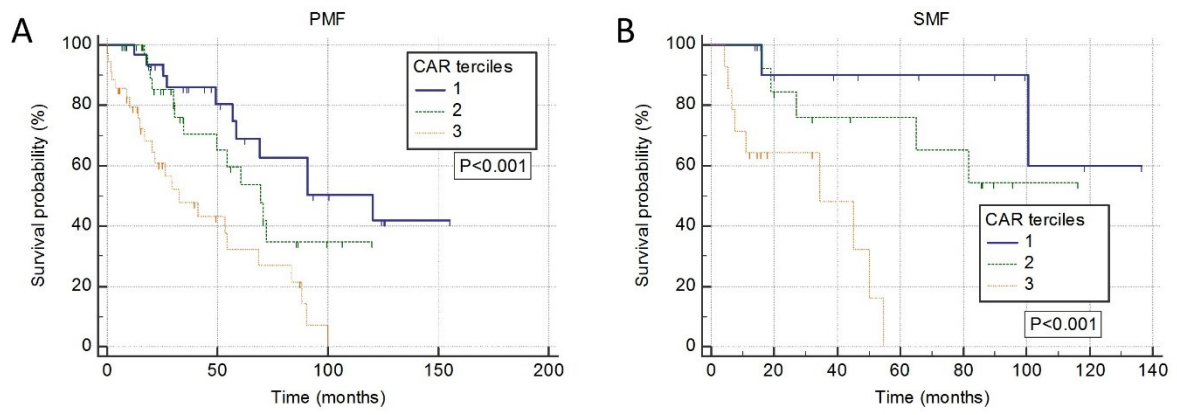 A
PMF
Survival probability (%)
100
80
60
40
20
0
CAR terciles
1
2
3
P<0.001
0 50 100 150 200
Time (months)
B
SMF
Survival probability (%)
100
80
60
40
20
0
CAR terciles
1
2
3
P<0.001
0 20 40 60 80 100 120 140
Time (months)